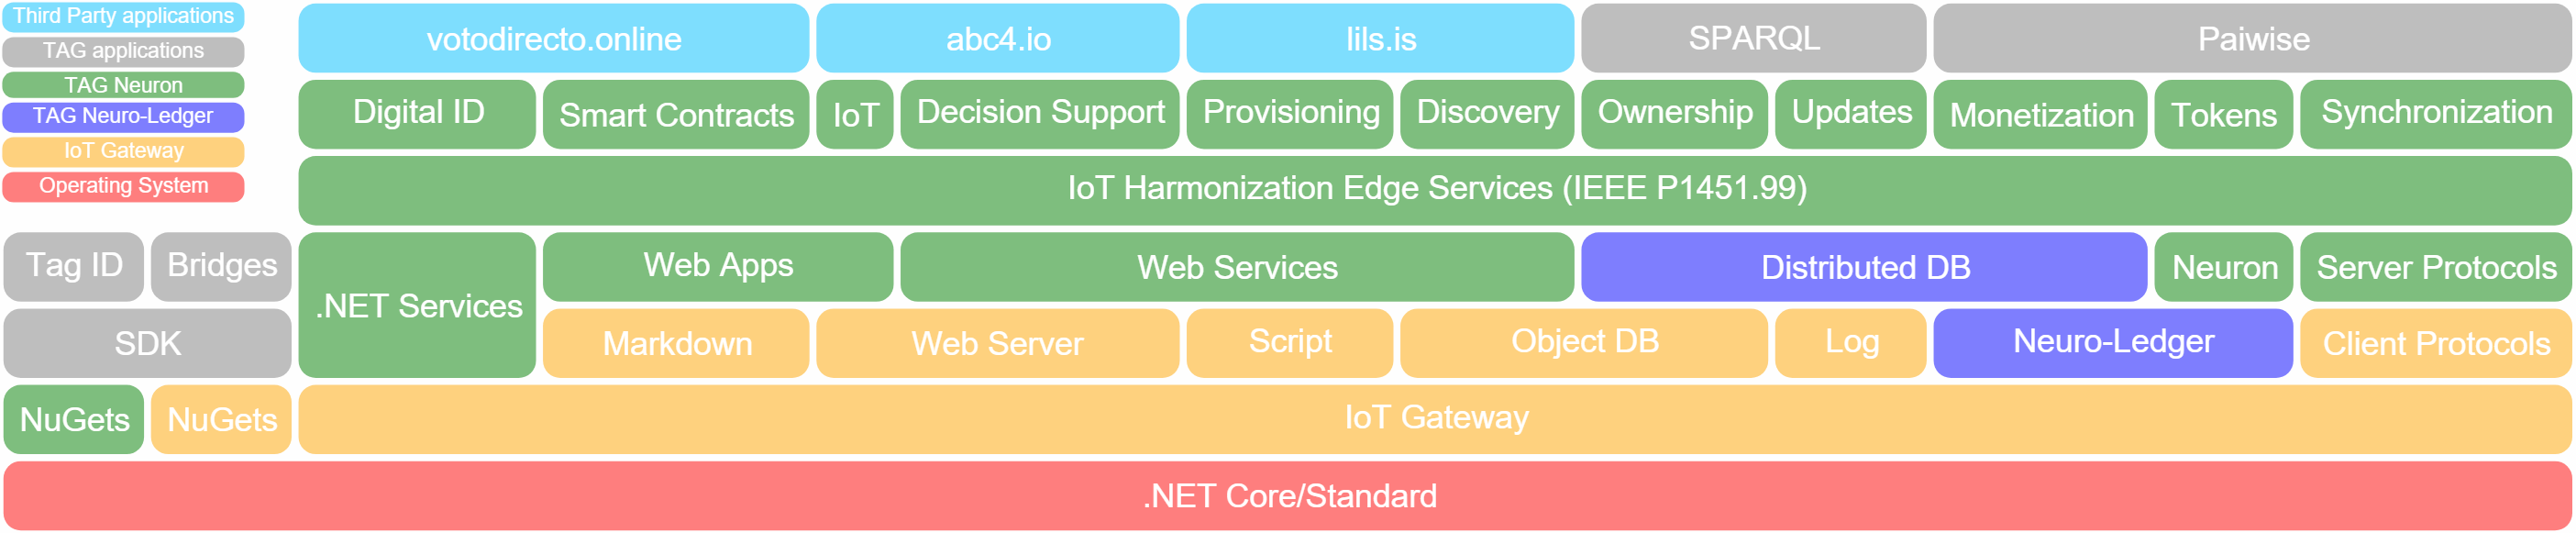 Third Party applications
TAG applications
TAG Neuron
TAG Neuro-Ledger
IoT Gateway
Operating System
votodirecto.online
abc4.io
lils.is
SPARQL
Paiwise
Digital ID
Smart Contracts
IoT
Decision Support
Provisioning
Discovery
Ownership
Updates
Monetization
Tokens
Synchronization
IoT Harmonization Edge Services (IEEE P1451.99)
Tag ID
Bridges
.NET Services
Web Apps
Web Services
Distributed DB
Neuron
Server Protocols
SDK
Markdown
Web Server
Script
Object DB
Log
Neuro-Ledger
Client Protocols
NuGets
NuGets
IoT Gateway
.NET Core/Standard